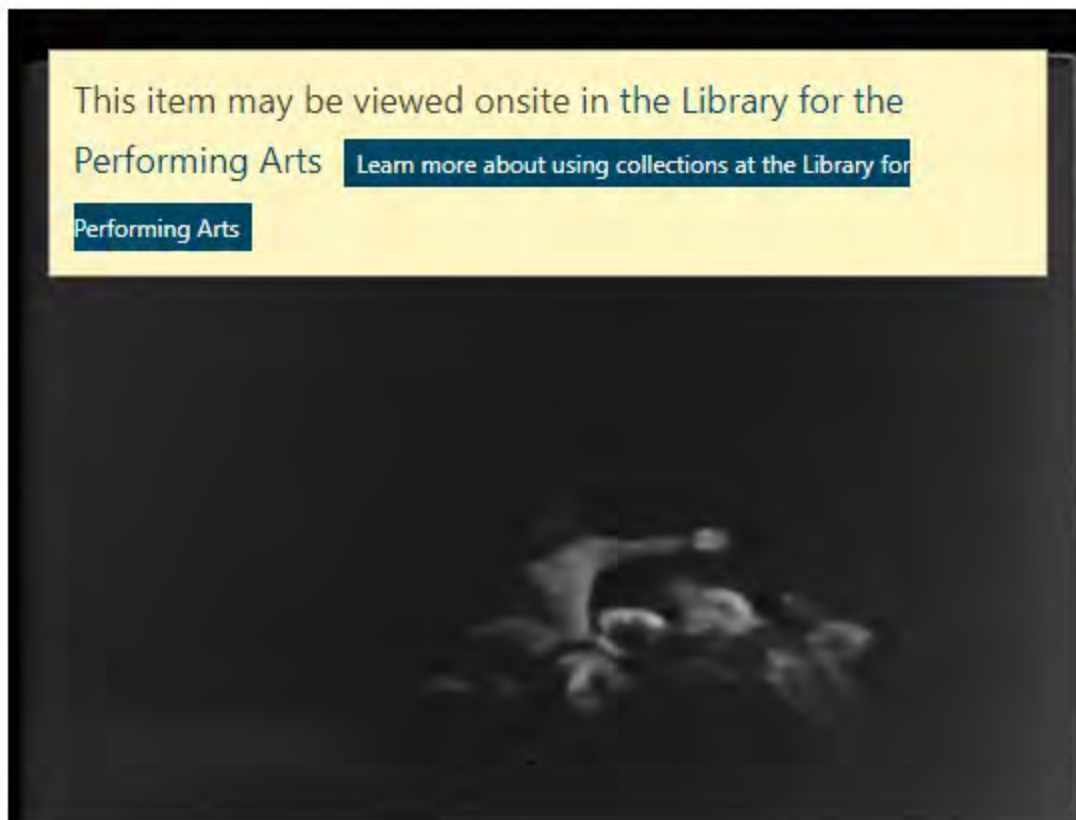 This item may be viewed onsite in the Library for the
Performing Arts Learn more about using collections at the Library for
Performing Arts